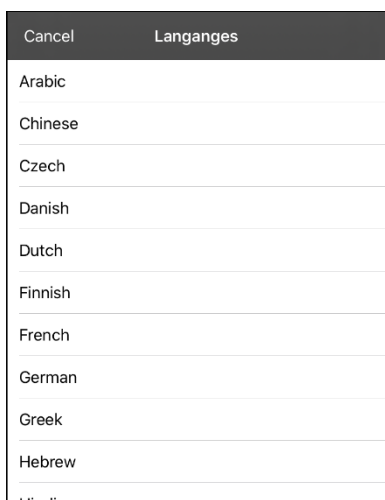 Cancel Langanges
Arabic
Chinese
Czech
Danish
Dutch
Finnish
French
German
Greek
Hebrew